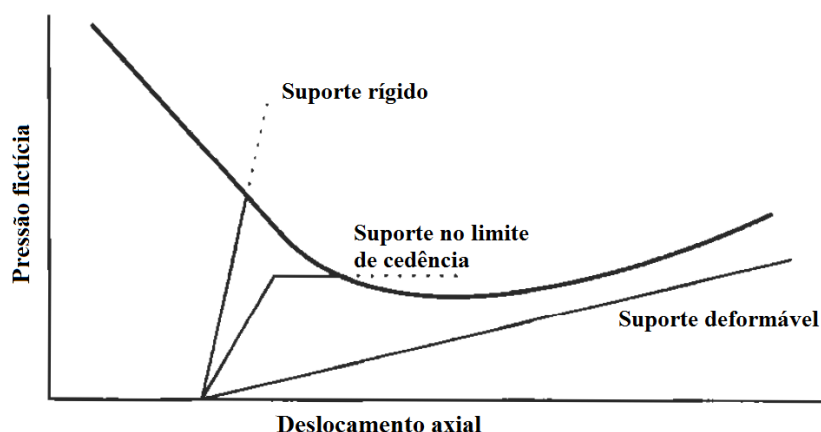 Suporte rígido
Pressão fictícia
Suporte no limite
de cedência
Suporte deformável
Deslocamento axial